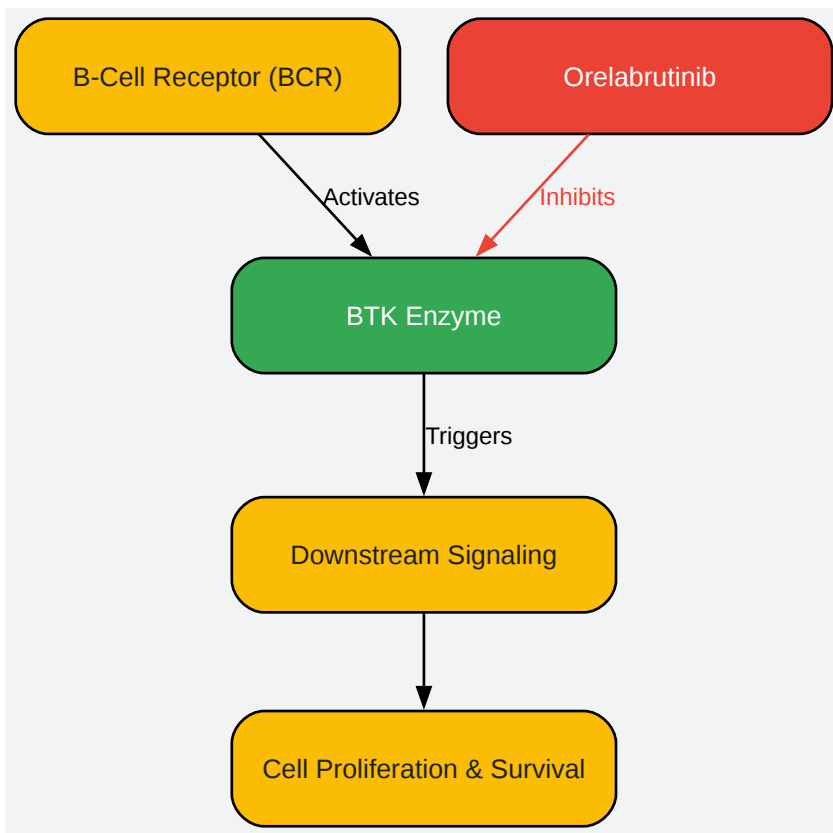 B-Cell Receptor (BCR)
Orelabrutinib
Activates
Inhibits
BTK Enzyme
Triggers
Downstream Signaling
Cell Proliferation & Survival